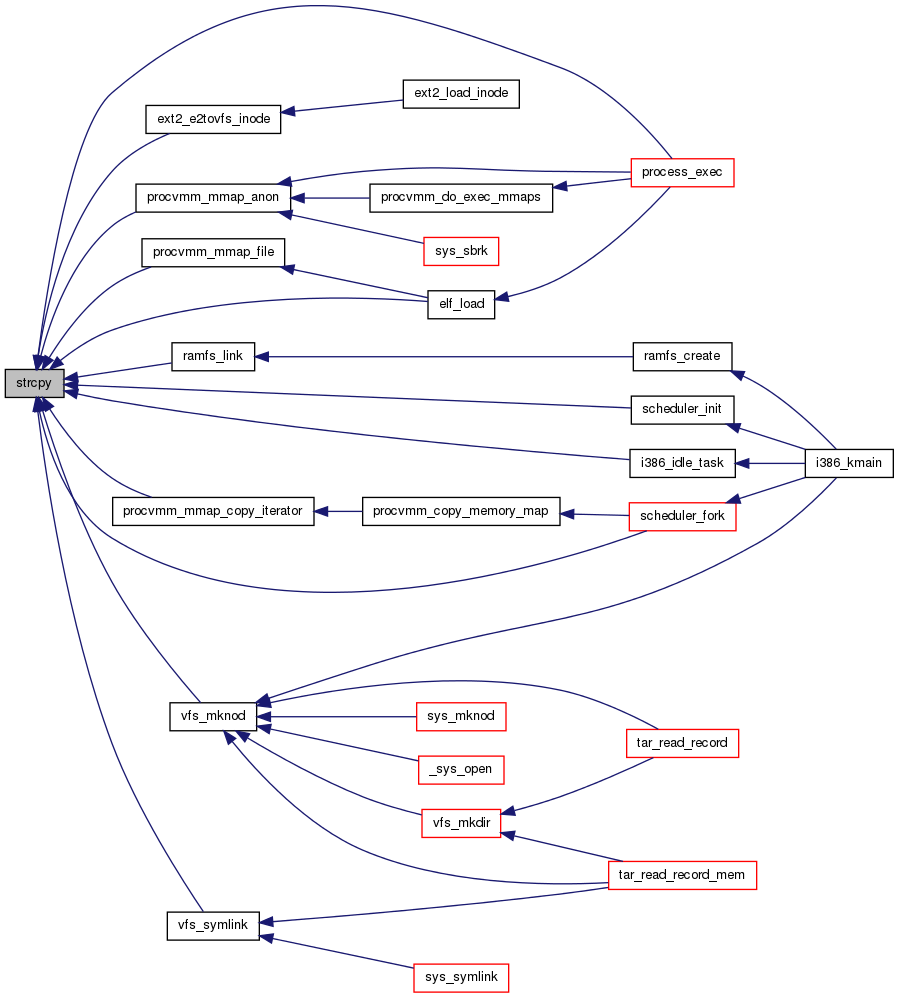 ext2_load_inode
ext2_e2tovfs_inode
process_exec
procvmm_mmap_anon
procvmm_do_exec_mmaps
sys_sbrk
procvmm_mmap_file
elf_load
ramfs_link
ramfs_create
strcpy
scheduler_init
i386_idle_task
i386_kmain
procvmm_mmap_copy_iterator
procvmm_copy_memory_map
scheduler_fork
vfs_mknod
sys_mknod
tar_read_record
_sys_open
vfs_mkdir
tar_read_record_mem
vfs_symlink
sys_symlink